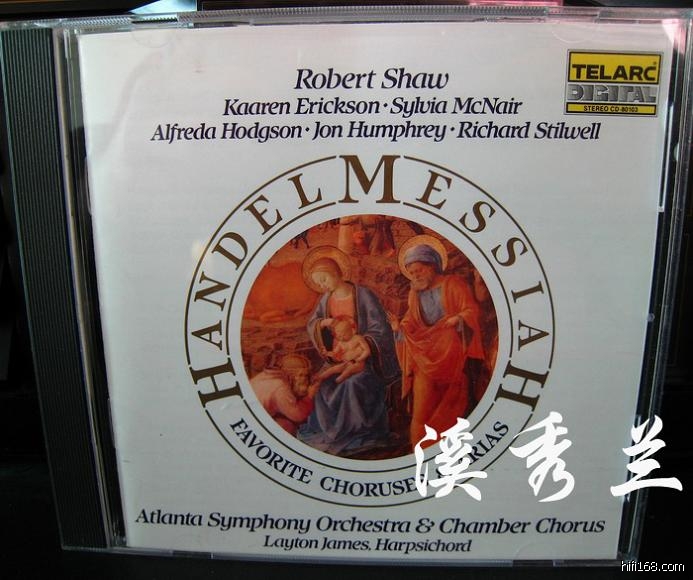 Robert Shaw
Kaaren Erickson · Sylvia McNair
Alfreda Hodgson · Jon Humphrey · Richard Stilwell
TELARC
DIGITAL
STEREO CD-80103
HANDEL MESSIAH
FAVORITE CHORUSES ARIAS
溪秀兰
Atlanta Symphony Orchestra & Chamber Chorus
Layton James, Harpsichord
hifi168.com